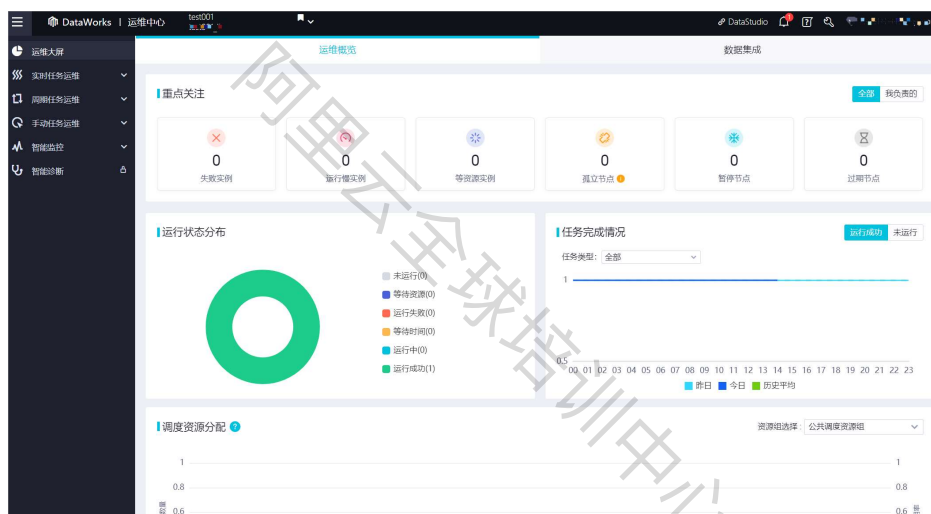 DataWorks | 运维中心
test001
DataStudio
运维大屏
实时任务运维
周期任务运维
手动任务运维
智能监控
智能诊断
运维概览
数据集成
重点关注
全部 我负责的
0 0 0 0 0 0
失败实例 运行慢实例 等资源实例 孤立节点 暂停节点 过期节点
运行状态分布
未运行(0)
等待资源(0)
运行失败(0)
等待时间(0)
运行中(0)
运行成功(1)
任务完成情况
运行成功 未运行
任务类型: 全部
1
0.5
00 01 02 03 04 05 06 07 08 09 10 11 12 13 14 15 16 17 18 19 20 21 22 23
昨日 今日 历史平均
调度资源分配
资源组选择: 公共调度资源组
1 1
0.8 0.8
0.6 0.6
阿里云全球培训中心